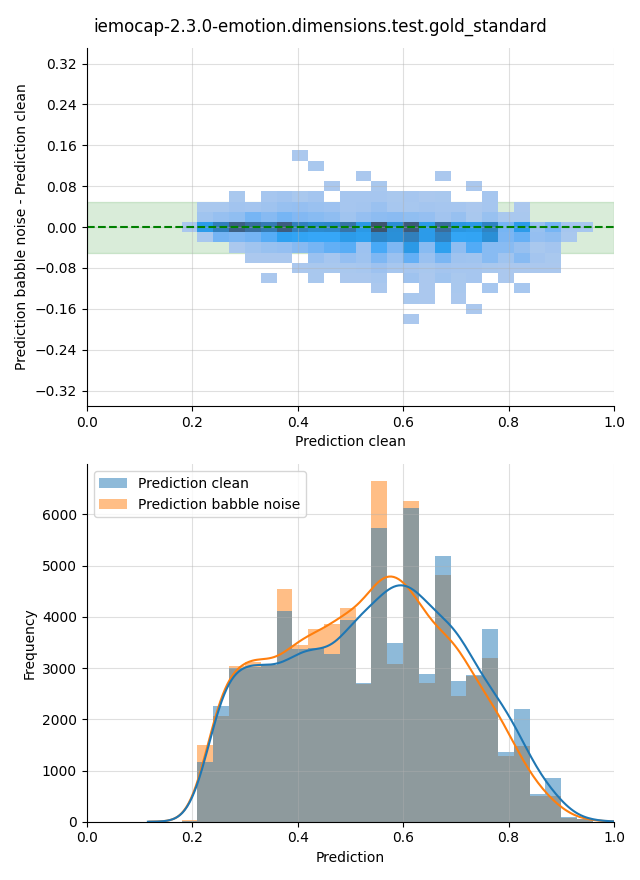 iemocap-2.3.0-emotion.dimensions.test.gold_standard
Prediction babble noise - Prediction clean
0.32
0.24
0.16
0.08
0.00
−0.08
−0.16
−0.24
−0.32
0.0 0.2 0.4 0.6 0.8 1.0
Prediction clean
Prediction clean
Prediction babble noise
Frequency
6000
5000
4000
3000
2000
1000
0
0.0 0.2 0.4 0.6 0.8 1.0
Prediction